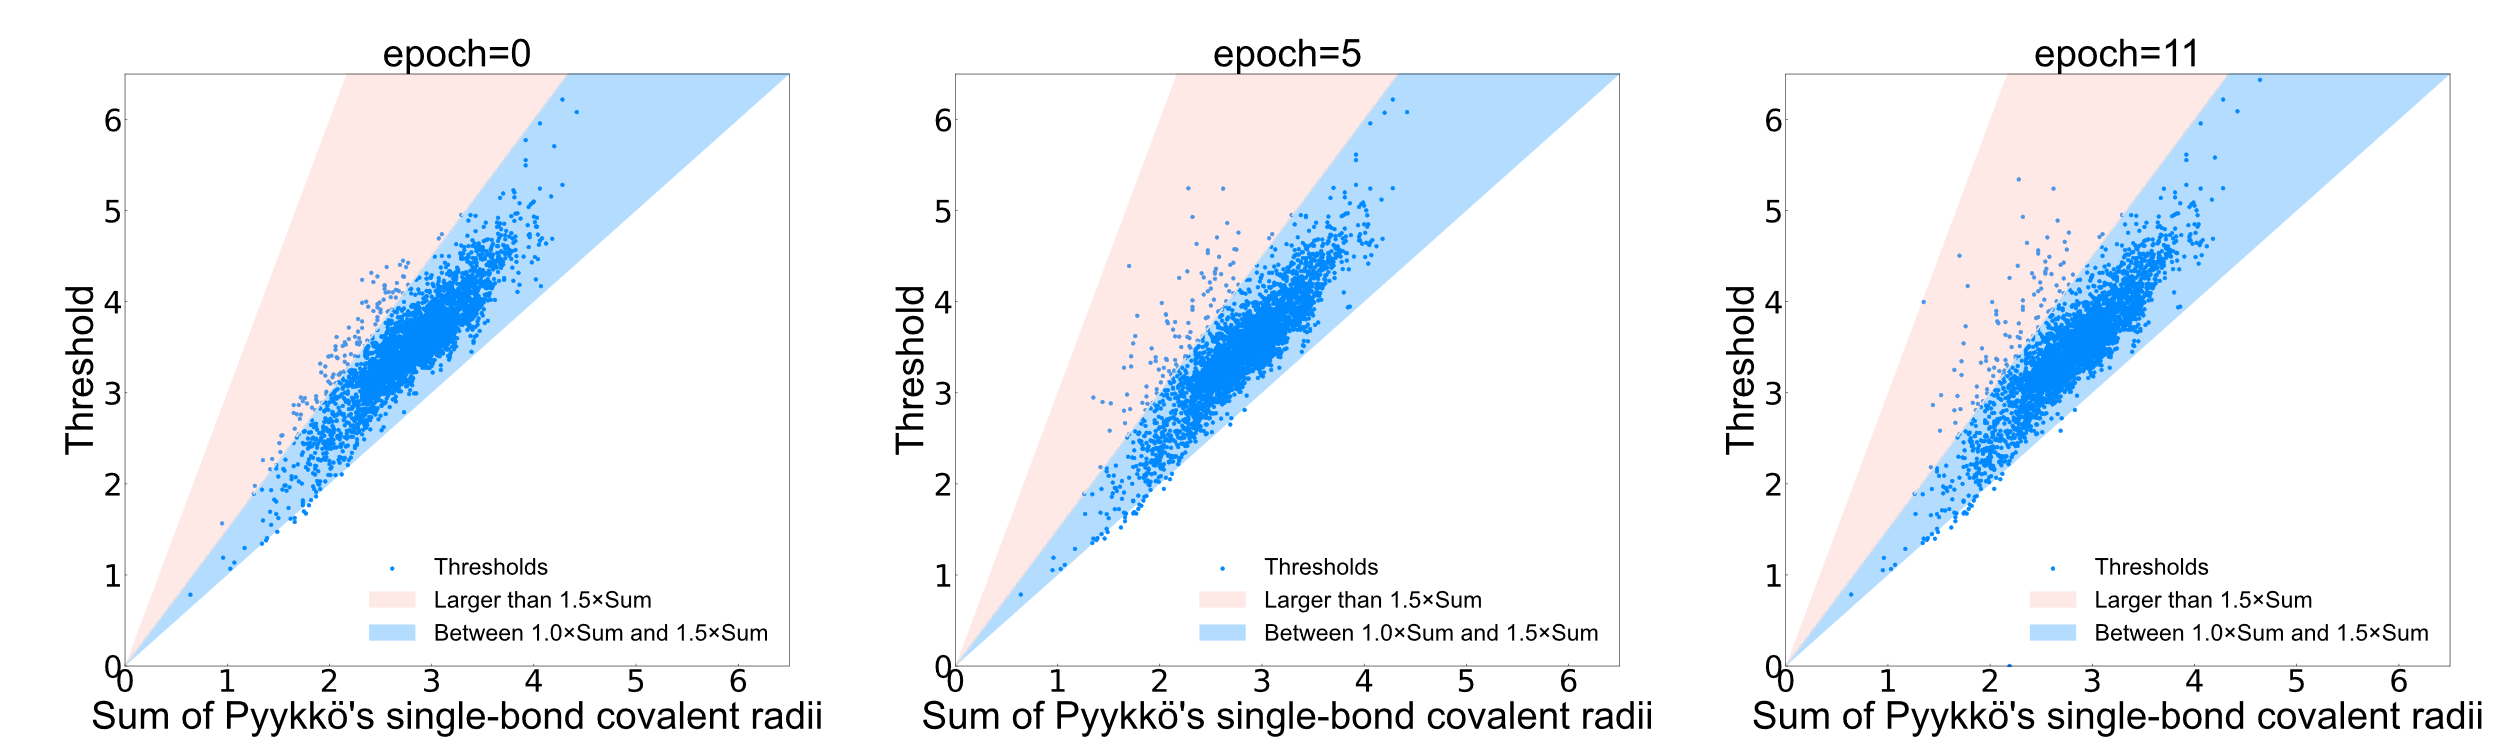 epoch=0
6
5
4
3
2
1
0
Threshold
Thresholds
Larger than 1.5×Sum
Between 1.0×Sum and 1.5×Sum
0 1 2 3 4 5 6
Sum of Pyykkö's single-bond covalent radii
epoch=5
6
5
4
3
2
1
0
Threshold
Thresholds
Larger than 1.5×Sum
Between 1.0×Sum and 1.5×Sum
0 1 2 3 4 5 6
Sum of Pyykkö's single-bond covalent radii
epoch=11
6
5
4
3
2
1
0
Threshold
Thresholds
Larger than 1.5×Sum
Between 1.0×Sum and 1.5×Sum
0 1 2 3 4 5 6
Sum of Pyykkö's single-bond covalent radii